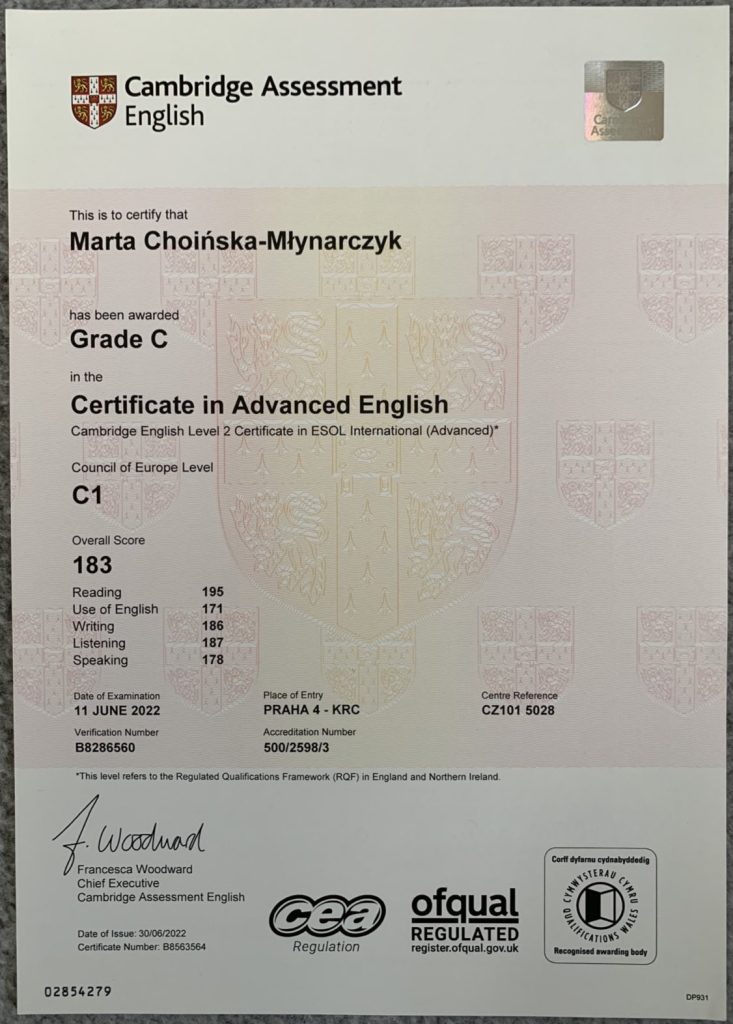 Cambridge Assessment
English
This is to certify that
Marta Choińska-Młynarczyk
has been awarded
Grade C
in the
Certificate in Advanced English
Cambridge English Level 2 Certificate in ESOL International (Advanced)*
Council of Europe Level
C1
Overall Score
183
Reading 195
Use of English 171
Writing 186
Listening 187
Speaking 178
Date of Examination Place of Entry Centre Reference
11 JUNE 2022 PRAHA 4 - KRC CZ101 5028
Verification Number Accreditation Number
B8286560 500/2598/3
*This level refers to the Regulated Qualifications Framework (RQF) in England and Northern Ireland.
F. Woodward
Francesca Woodward
Chief Executive
Cambridge Assessment English
Date of Issue: 30/06/2022
Certificate Number: B8563564
cea
Regulation
ofqual
REGULATED
register.ofqual.gov.uk
Corff dyfarnu cydnabyddedig
CYMWYSTERAU CYMRU
QUALIFICATIONS WALES
Recognised awarding body
02854279
DP931